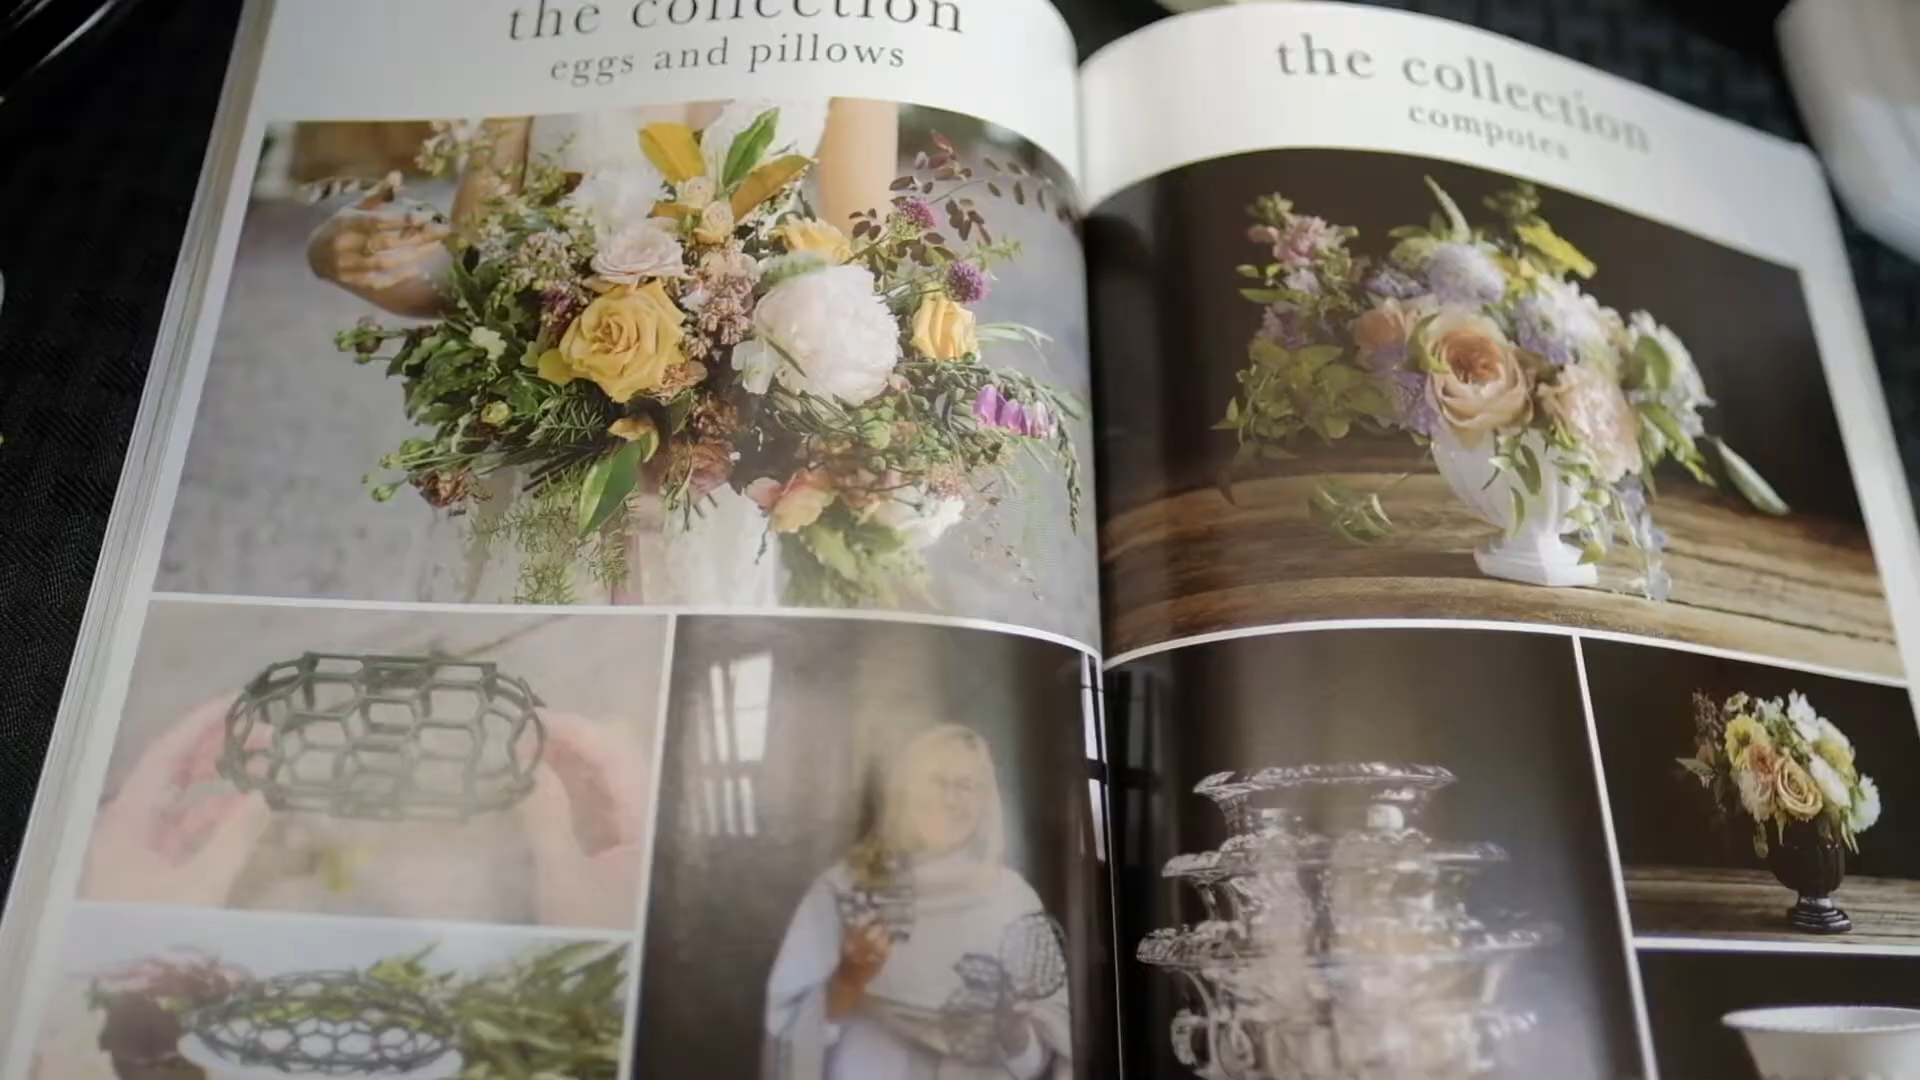 the collection
eggs and pillows
the collection
compotes